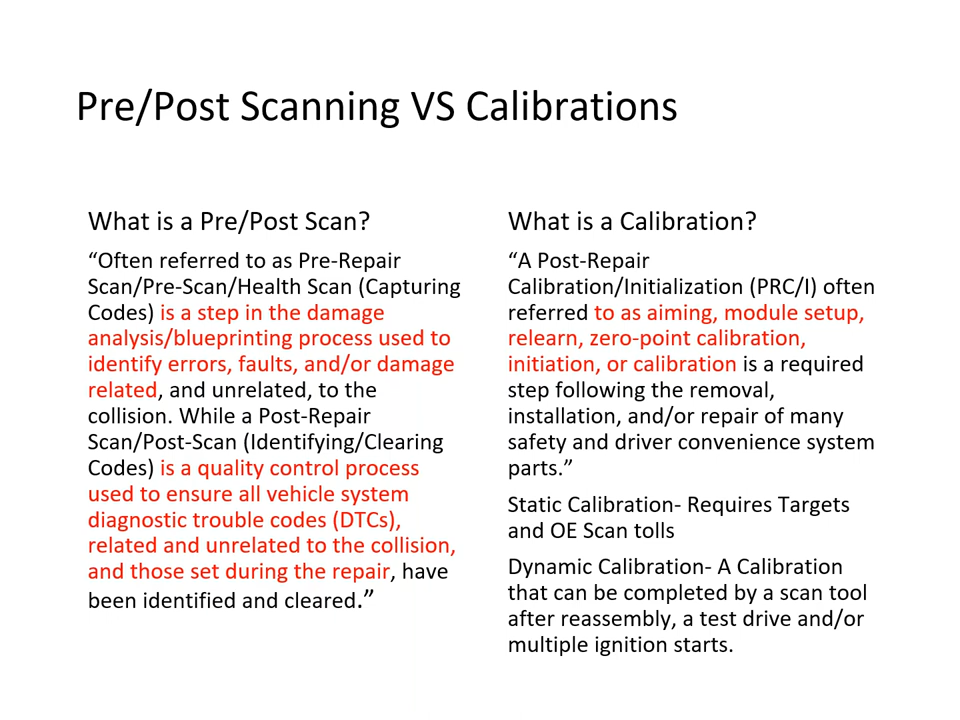 Pre/Post Scanning VS Calibrations
What is a Pre/Post Scan?
“Often referred to as Pre-Repair
Scan/Pre-Scan/Health Scan (Capturing
Codes) is a step in the damage
analysis/blueprinting process used to
identify errors, faults, and/or damage
related, and unrelated, to the
collision. While a Post-Repair
Scan/Post-Scan (Identifying/Clearing
Codes) is a quality control process
used to ensure all vehicle system
diagnostic trouble codes (DTCs),
related and unrelated to the collision,
and those set during the repair, have
been identified and cleared.”
What is a Calibration?
“A Post-Repair
Calibration/Initialization (PRC/I) often
referred to as aiming, module setup,
relearn, zero-point calibration,
initiation, or calibration is a required
step following the removal,
installation, and/or repair of many
safety and driver convenience system
parts.”
Static Calibration- Requires Targets
and OE Scan tolls
Dynamic Calibration- A Calibration
that can be completed by a scan tool
after reassembly, a test drive and/or
multiple ignition starts.